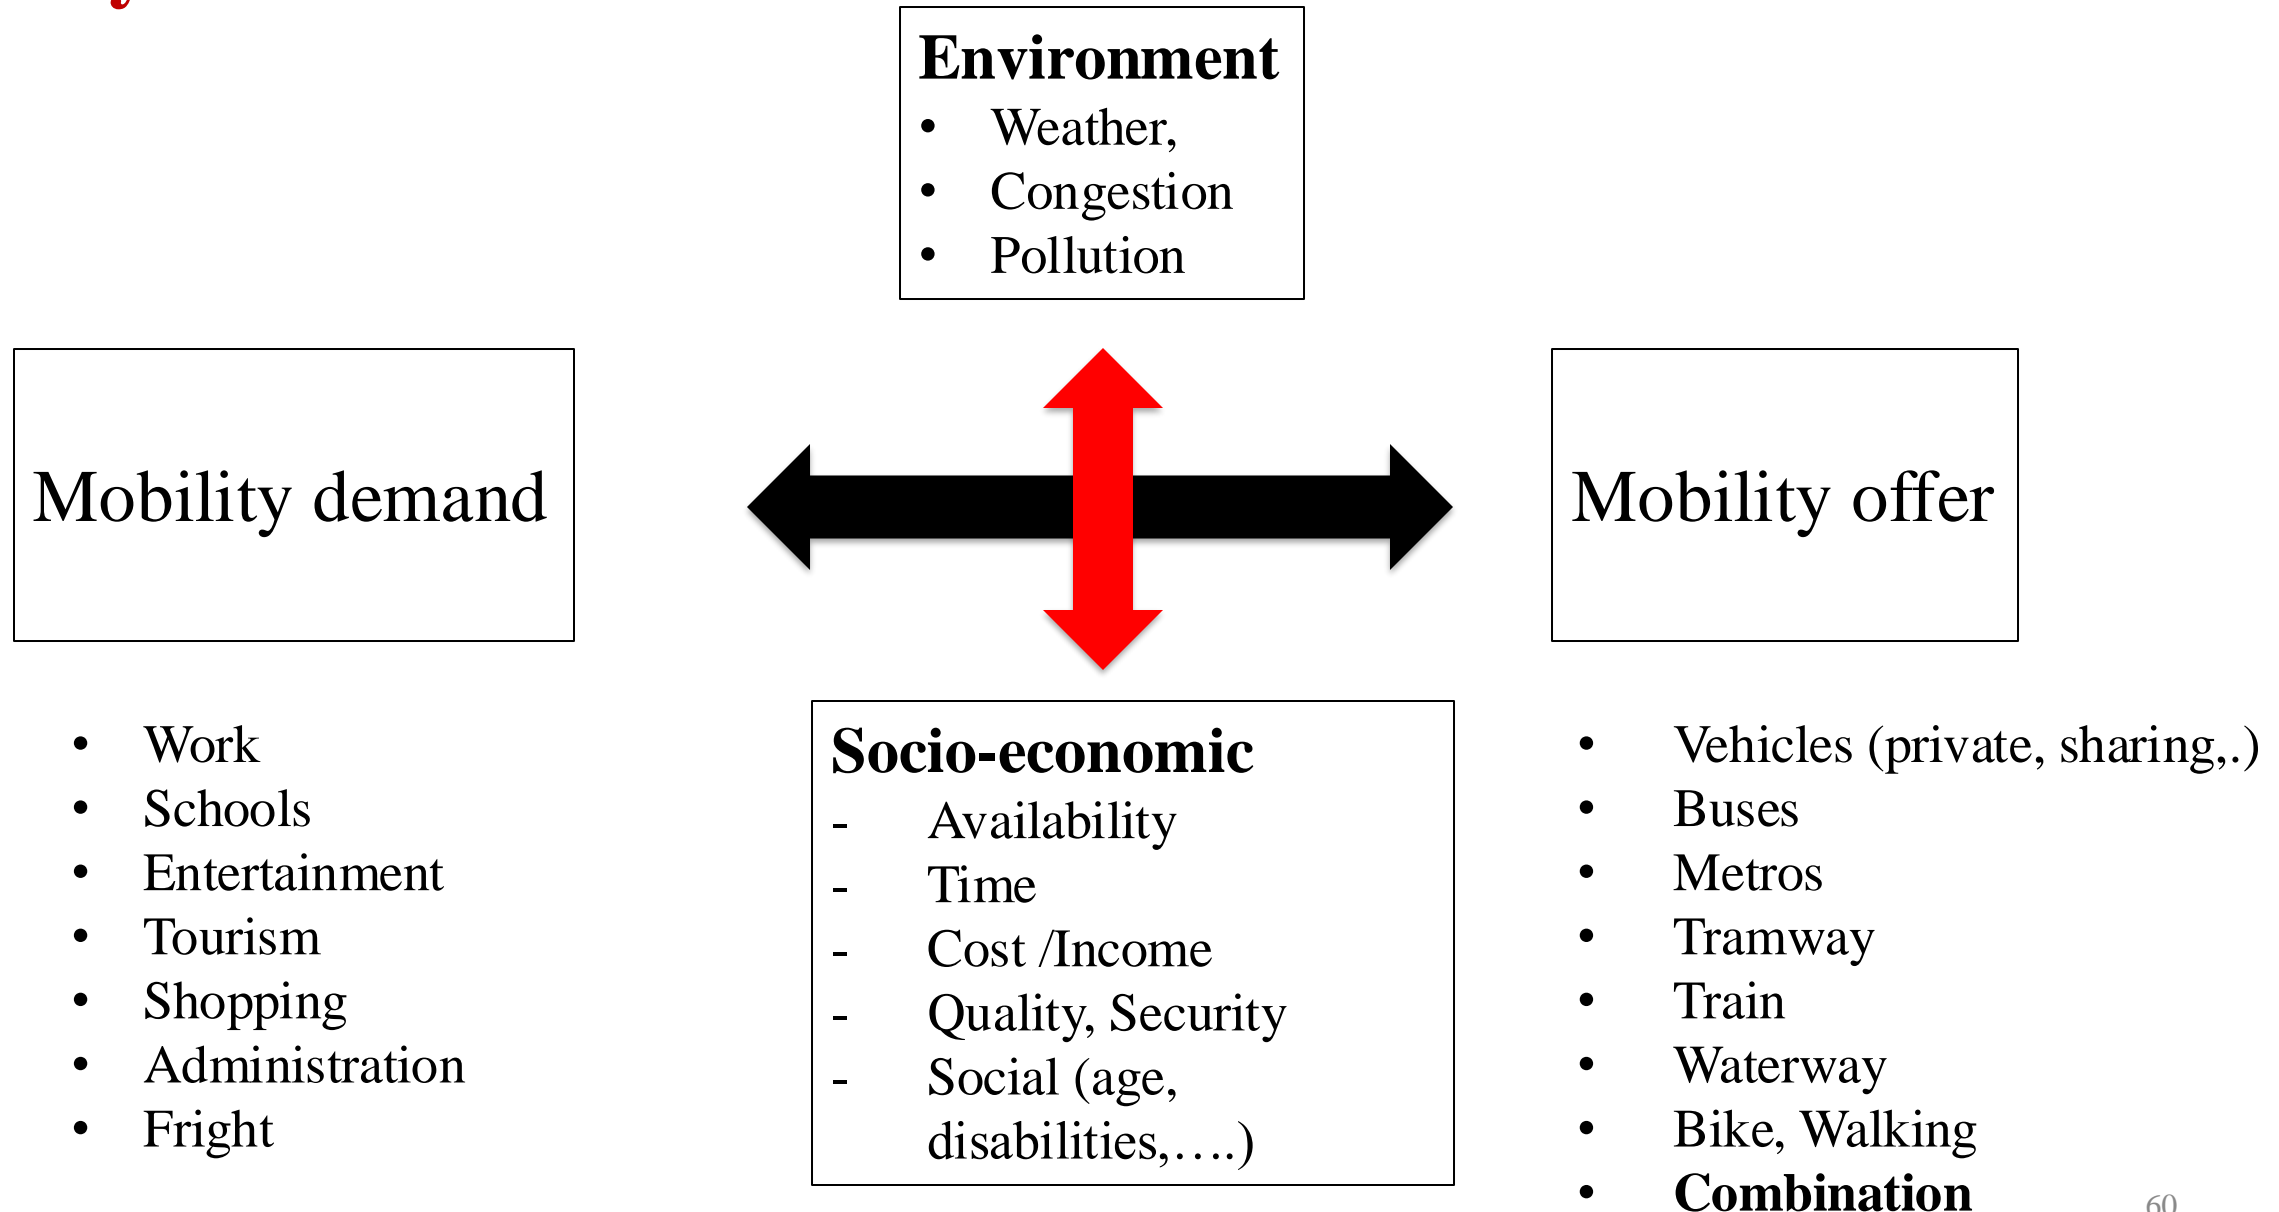 Environment
• Weather,
• Congestion
• Pollution
Mobility demand
Mobility offer
• Work
• Schools
• Entertainment
• Tourism
• Shopping
• Administration
• Fright
Socio-economic
- Availability
- Time
- Cost /Income
- Quality, Security
- Social (age,
disabilities,….)
• Vehicles (private, sharing,.)
• Buses
• Metros
• Tramway
• Train
• Waterway
• Bike, Walking
• Combination
60